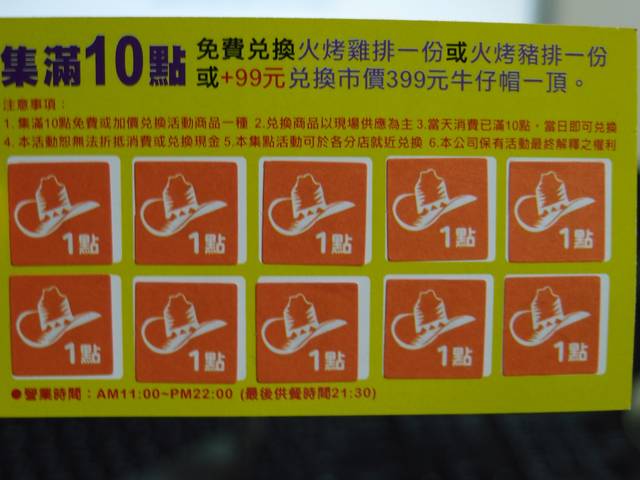 集滿10點 免費兑換火烤雞排一份或火烤豬排一份
或+99元兑換市價399元牛仔帽一頂。
注意事項：
1. 集滿10點免費或加價兑換活動商品一種 2.兑換商品以現場供應為主 3.當天消費已滿10點，當日即可兑換
4. 本活動恕無法折抵消費或兑換現金 5.本集點活動可於各分店就近兑換 6.本公司保有活動最終解釋之權利
1點 1點 1點 1點 1點
1點 1點 1點 1點 1點
●營業時間：AM11:00~PM22:00 (最後供餐時間21:30)